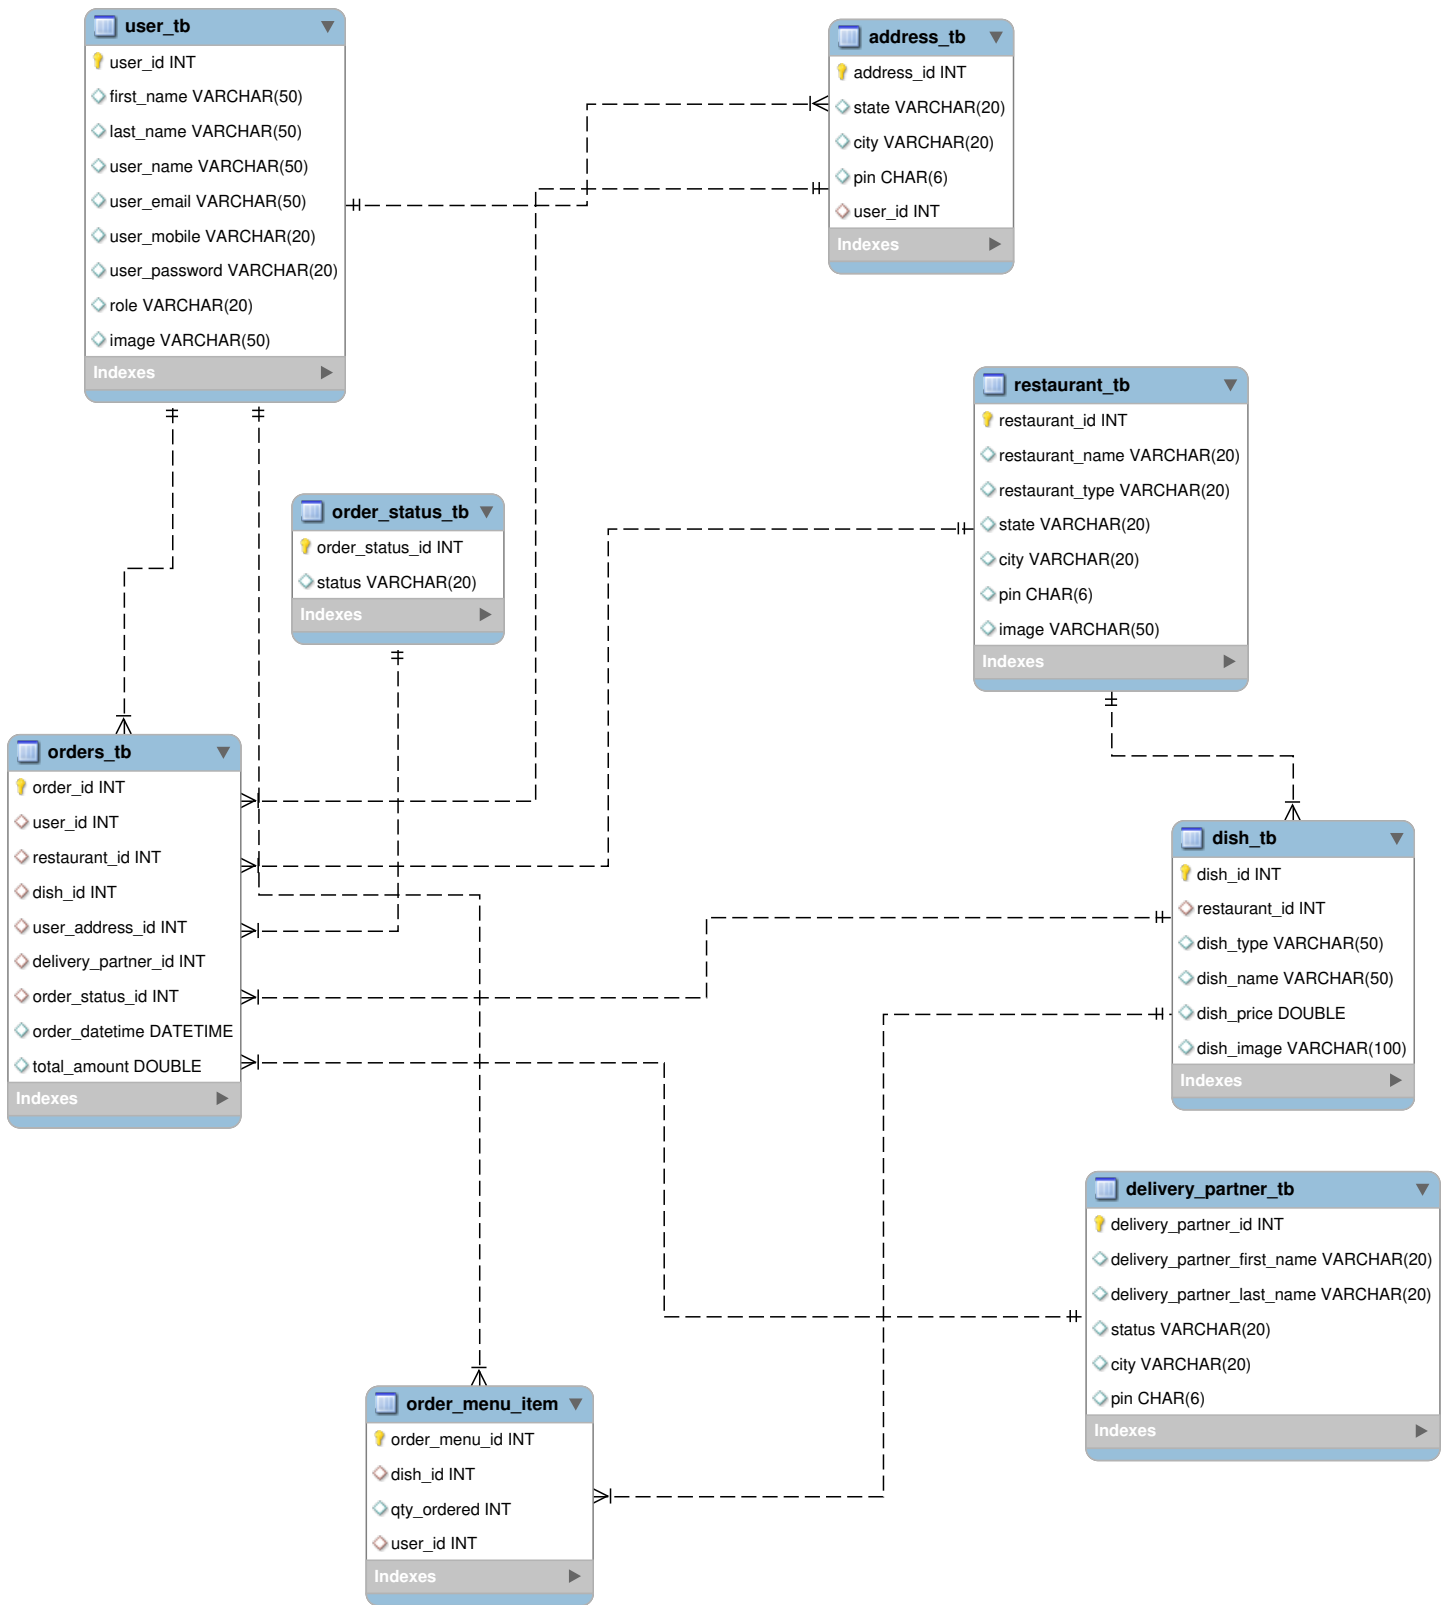 user_tb
user_id INT
first_name VARCHAR(50)
last_name VARCHAR(50)
user_name VARCHAR(50)
user_email VARCHAR(50)
user_mobile VARCHAR(20)
user_password VARCHAR(20)
role VARCHAR(20)
image VARCHAR(50)
Indexes
address_tb
address_id INT
state VARCHAR(20)
city VARCHAR(20)
pin CHAR(6)
user_id INT
Indexes
restaurant_tb
restaurant_id INT
restaurant_name VARCHAR(20)
restaurant_type VARCHAR(20)
state VARCHAR(20)
city VARCHAR(20)
pin CHAR(6)
image VARCHAR(50)
Indexes
order_status_tb
order_status_id INT
status VARCHAR(20)
Indexes
orders_tb
order_id INT
user_id INT
restaurant_id INT
dish_id INT
user_address_id INT
delivery_partner_id INT
order_status_id INT
order_datetime DATETIME
total_amount DOUBLE
Indexes
dish_tb
dish_id INT
restaurant_id INT
dish_type VARCHAR(50)
dish_name VARCHAR(50)
dish_price DOUBLE
dish_image VARCHAR(100)
Indexes
delivery_partner_tb
delivery_partner_id INT
delivery_partner_first_name VARCHAR(20)
delivery_partner_last_name VARCHAR(20)
status VARCHAR(20)
city VARCHAR(20)
pin CHAR(6)
Indexes
order_menu_item
order_menu_id INT
dish_id INT
qty_ordered INT
user_id INT
Indexes